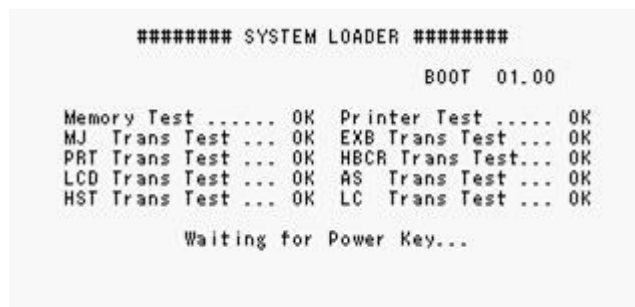 ######## SYSTEM LOADER ########
BOOT 01.00
Memory Test ...... OK Printer Test ..... OK
MJ Trans Test ... OK EXB Trans Test ... OK
PRT Trans Test ... OK HBCR Trans Test... OK
LCD Trans Test ... OK AS Trans Test ... OK
HST Trans Test ... OK LC Trans Test ... OK
Waiting for Power Key...